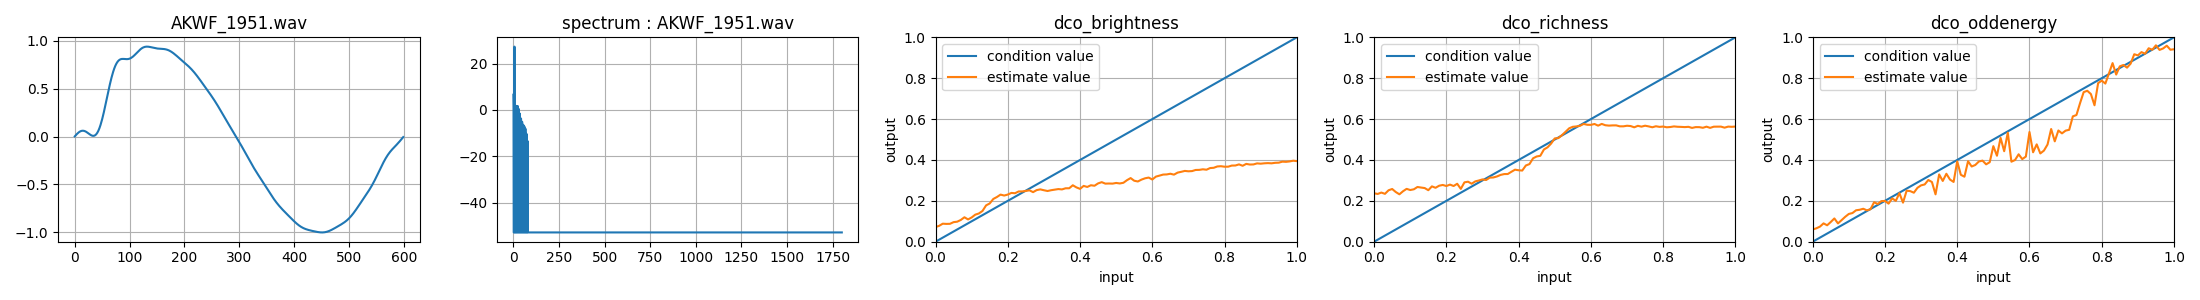 AKWF_1951.wav
1.0
0.5
0.0
−0.5
−1.0
0 100 200 300 400 500 600
spectrum : AKWF_1951.wav
20
0
−20
−40
0 250 500 750 1000 1250 1500 1750
dco_brightness
condition value
estimate value
output
1.0
0.8
0.6
0.4
0.2
0.0
0.0 0.2 0.4 0.6 0.8 1.0
input
dco_richness
condition value
estimate value
output
1.0
0.8
0.6
0.4
0.2
0.0
0.0 0.2 0.4 0.6 0.8 1.0
input
dco_oddenergy
condition value
estimate value
output
1.0
0.8
0.6
0.4
0.2
0.0
0.0 0.2 0.4 0.6 0.8 1.0
input